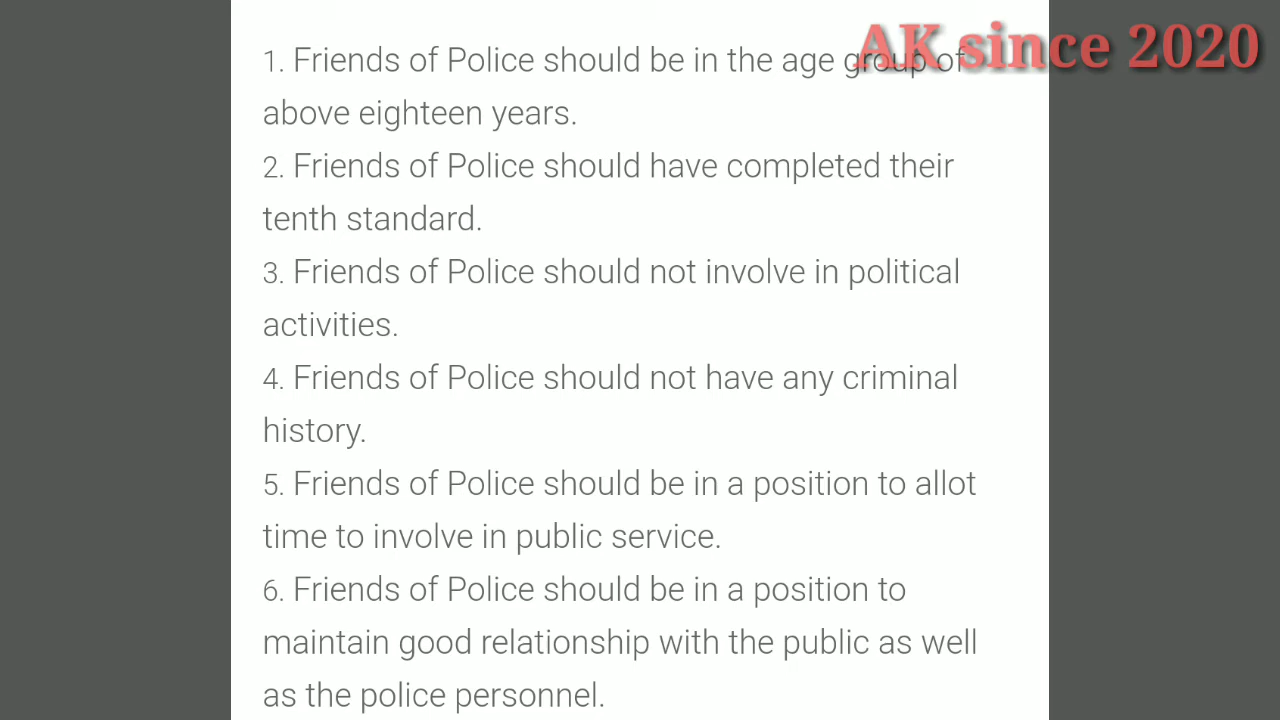 AK since 2020
1. Friends of Police should be in the age group of
above eighteen years.
2. Friends of Police should have completed their
tenth standard.
3. Friends of Police should not involve in political
activities.
4. Friends of Police should not have any criminal
history.
5. Friends of Police should be in a position to allot
time to involve in public service.
6. Friends of Police should be in a position to
maintain good relationship with the public as well
as the police personnel.